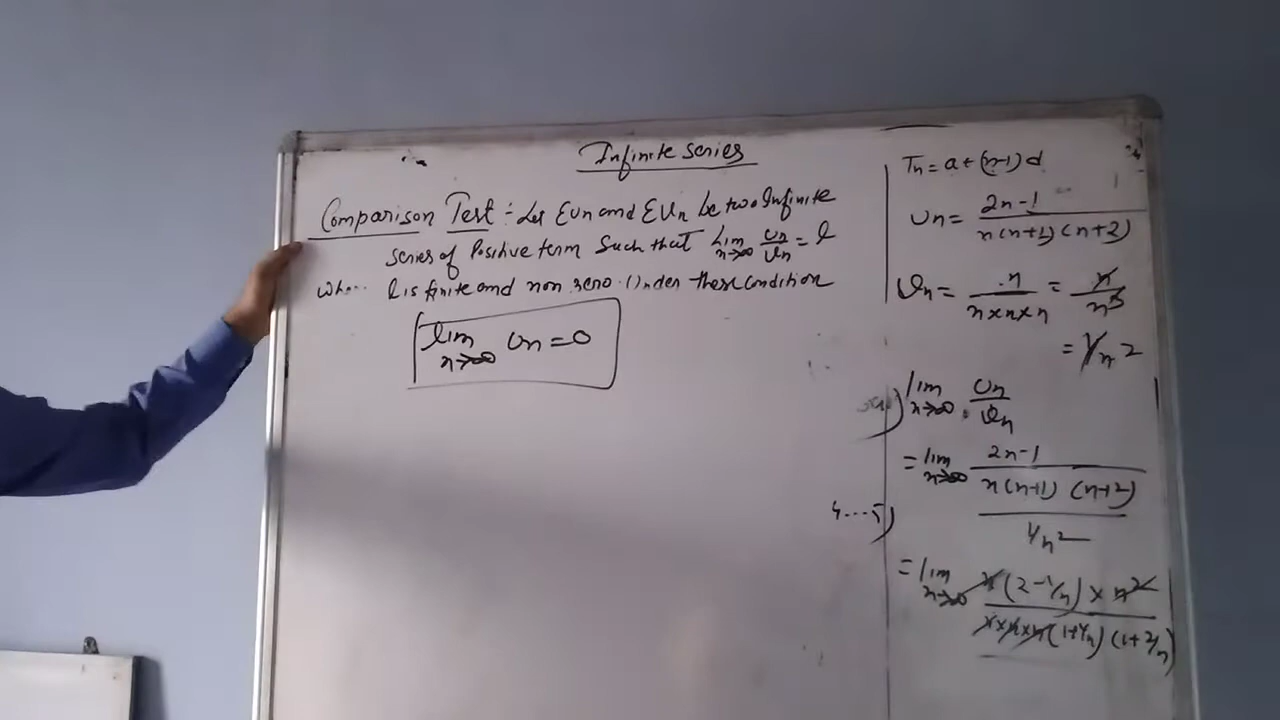 Infinite series
Comparison Test :- Let Σun and Σvn be two Infinite
series of Positive term such that lim n→∞ un/vn = l
l is finite and non zero. Under these condition
lim n→∞ un = 0
Tn = a + (n-1) d
un = 2n-1 / n(n+1)(n+2)
vn = n / n×n×n = n / n³
= 1/n²
lim n→∞ un/vn
= lim n→∞ 2n-1 / n(n+1)(n+2) / 1/n²
= lim n→∞ n(2-1/n) × n² / n×n×n(1+1/n)(1+2/n)